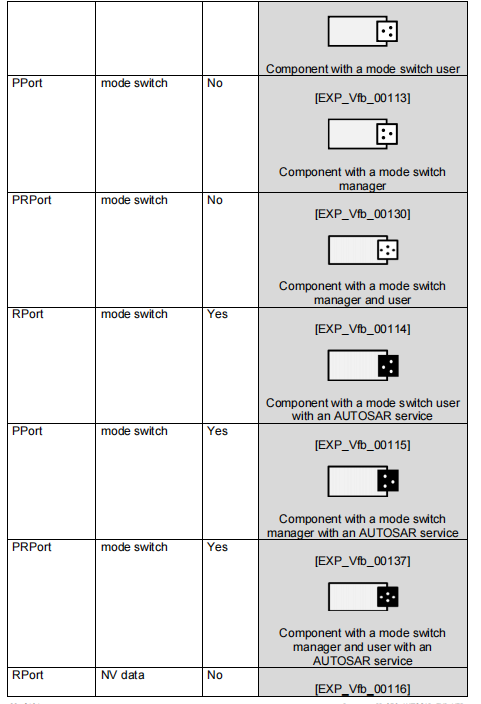 Component with a mode switch user
PPort mode switch No
[EXP_Vfb_00113]
Component with a mode switch
manager
PRPort mode switch No
[EXP_Vfb_00130]
Component with a mode switch
manager and user
RPort mode switch Yes
[EXP_Vfb_00114]
Component with a mode switch user
with an AUTOSAR service
PPort mode switch Yes
[EXP_Vfb_00115]
Component with a mode switch
manager with an AUTOSAR service
PRPort mode switch Yes
[EXP_Vfb_00137]
Component with a mode switch
manager and user with an
AUTOSAR service
RPort NV data No
[EXP_Vfb_00116]